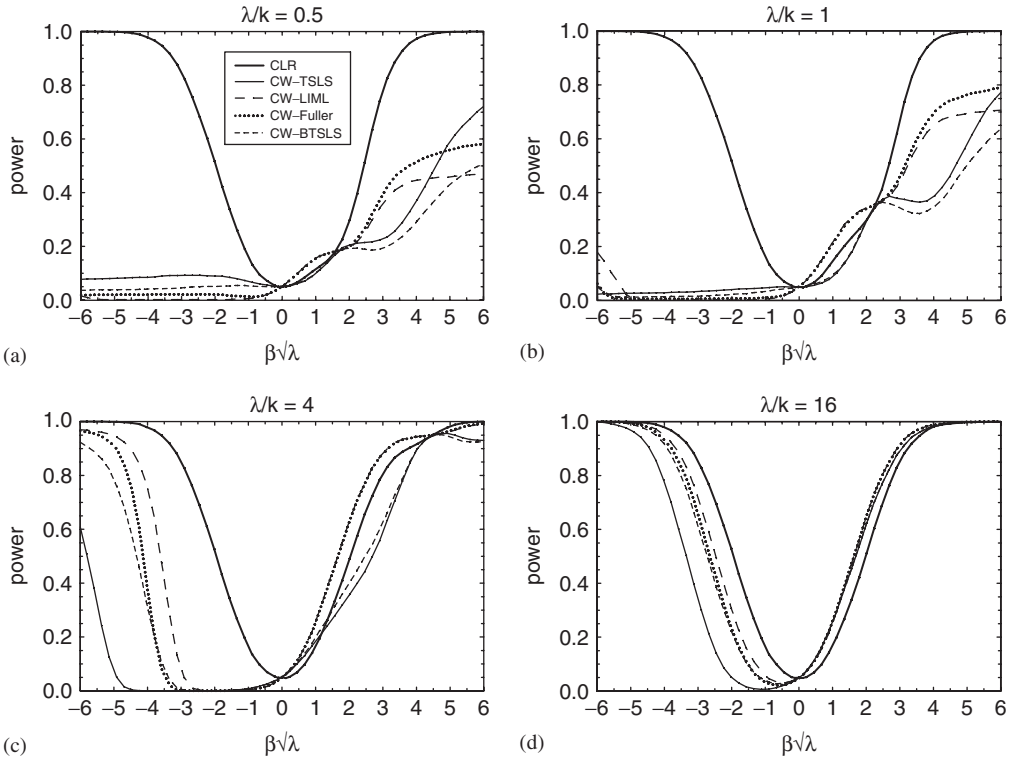 λ/k = 0.5
1.0
0.8
0.6
0.4
0.2
0.0
power
CLR
CW–TSLS
CW–LIML
CW–Fuller
CW–BTSLS
–6 –5 –4 –3 –2 –1 0 1 2 3 4 5 6
β√λ
(a)
λ/k = 1
1.0
0.8
0.6
0.4
0.2
0.0
power
–6 –5 –4 –3 –2 –1 0 1 2 3 4 5 6
β√λ
(b)
λ/k = 4
1.0
0.8
0.6
0.4
0.2
0.0
power
–6 –5 –4 –3 –2 –1 0 1 2 3 4 5 6
β√λ
(c)
λ/k = 16
1.0
0.8
0.6
0.4
0.2
0.0
power
–6 –5 –4 –3 –2 –1 0 1 2 3 4 5 6
β√λ
(d)